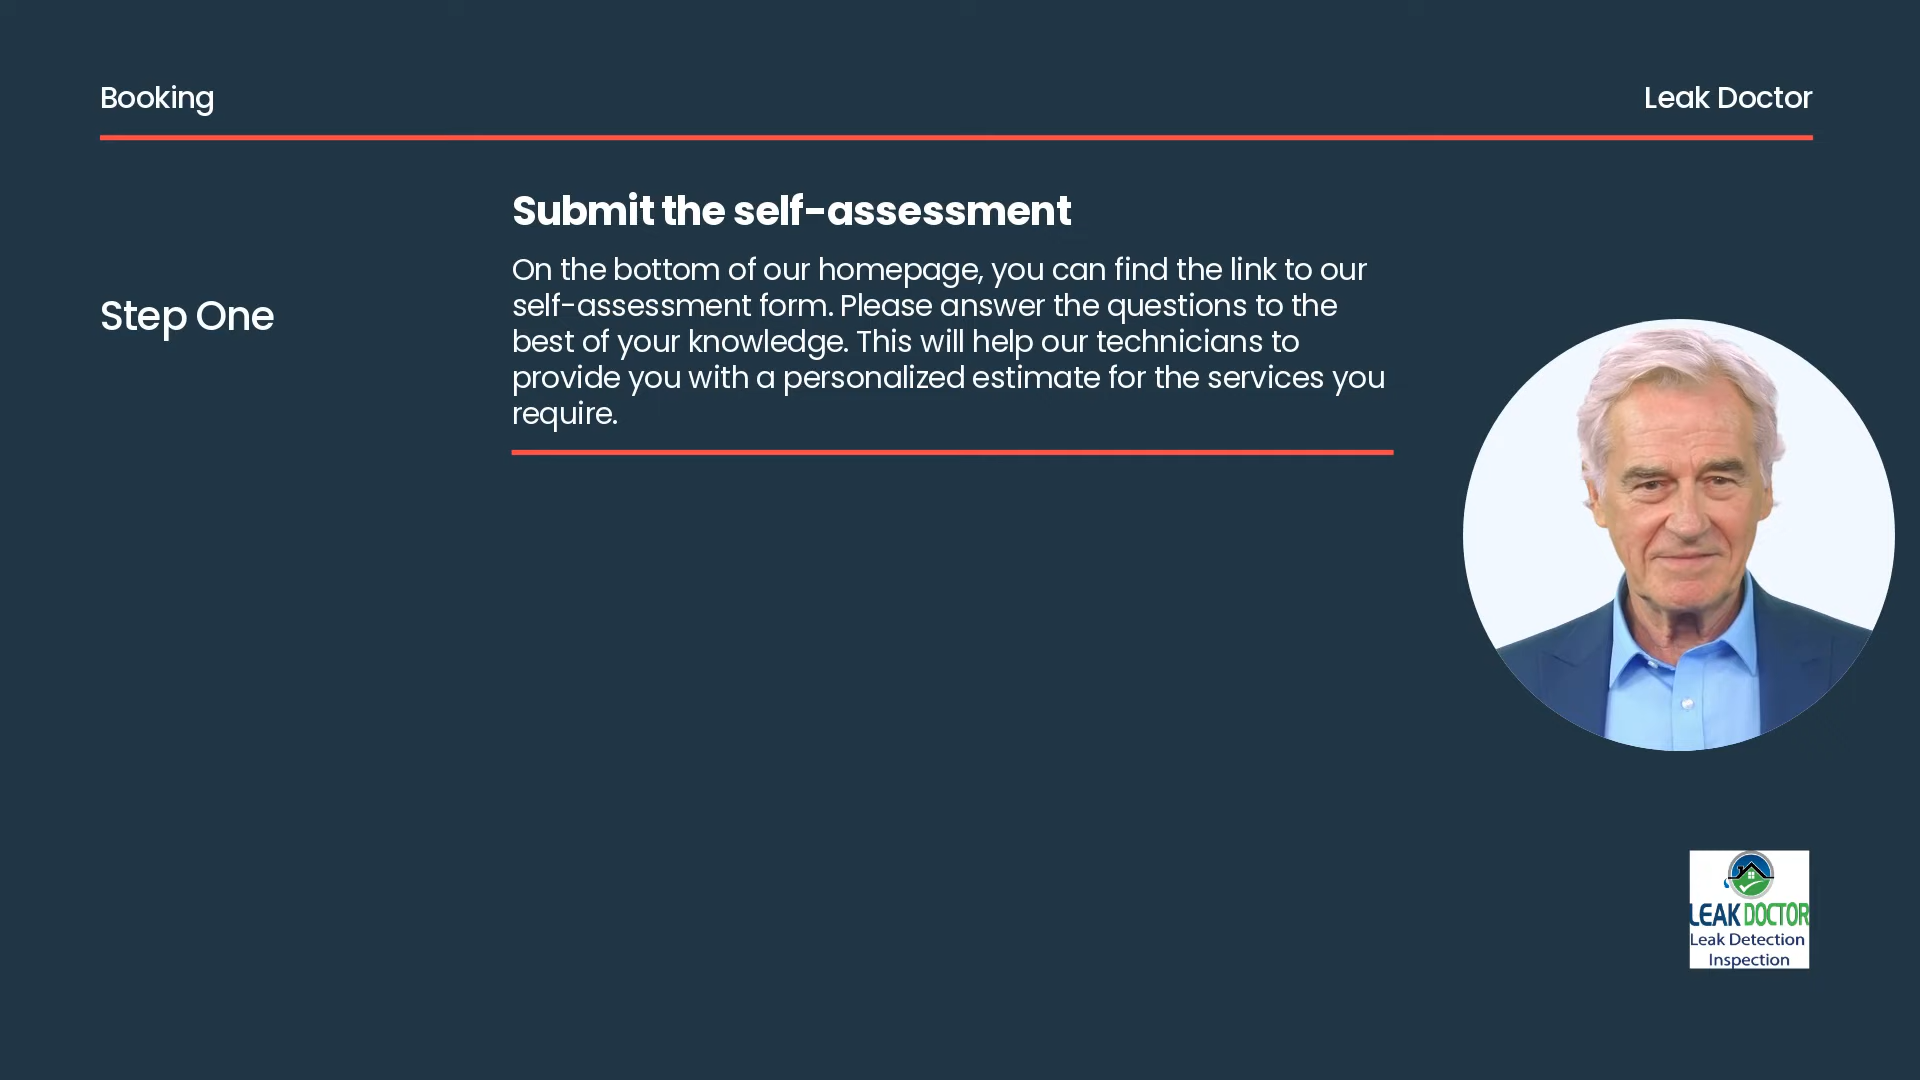 Booking
Leak Doctor
Submit the self-assessment
On the bottom of our homepage, you can find the link to our
self-assessment form. Please answer the questions to the
best of your knowledge. This will help our technicians to
provide you with a personalized estimate for the services you
require.
Step One
LEAK DOCTOR
Leak Detection
Inspection